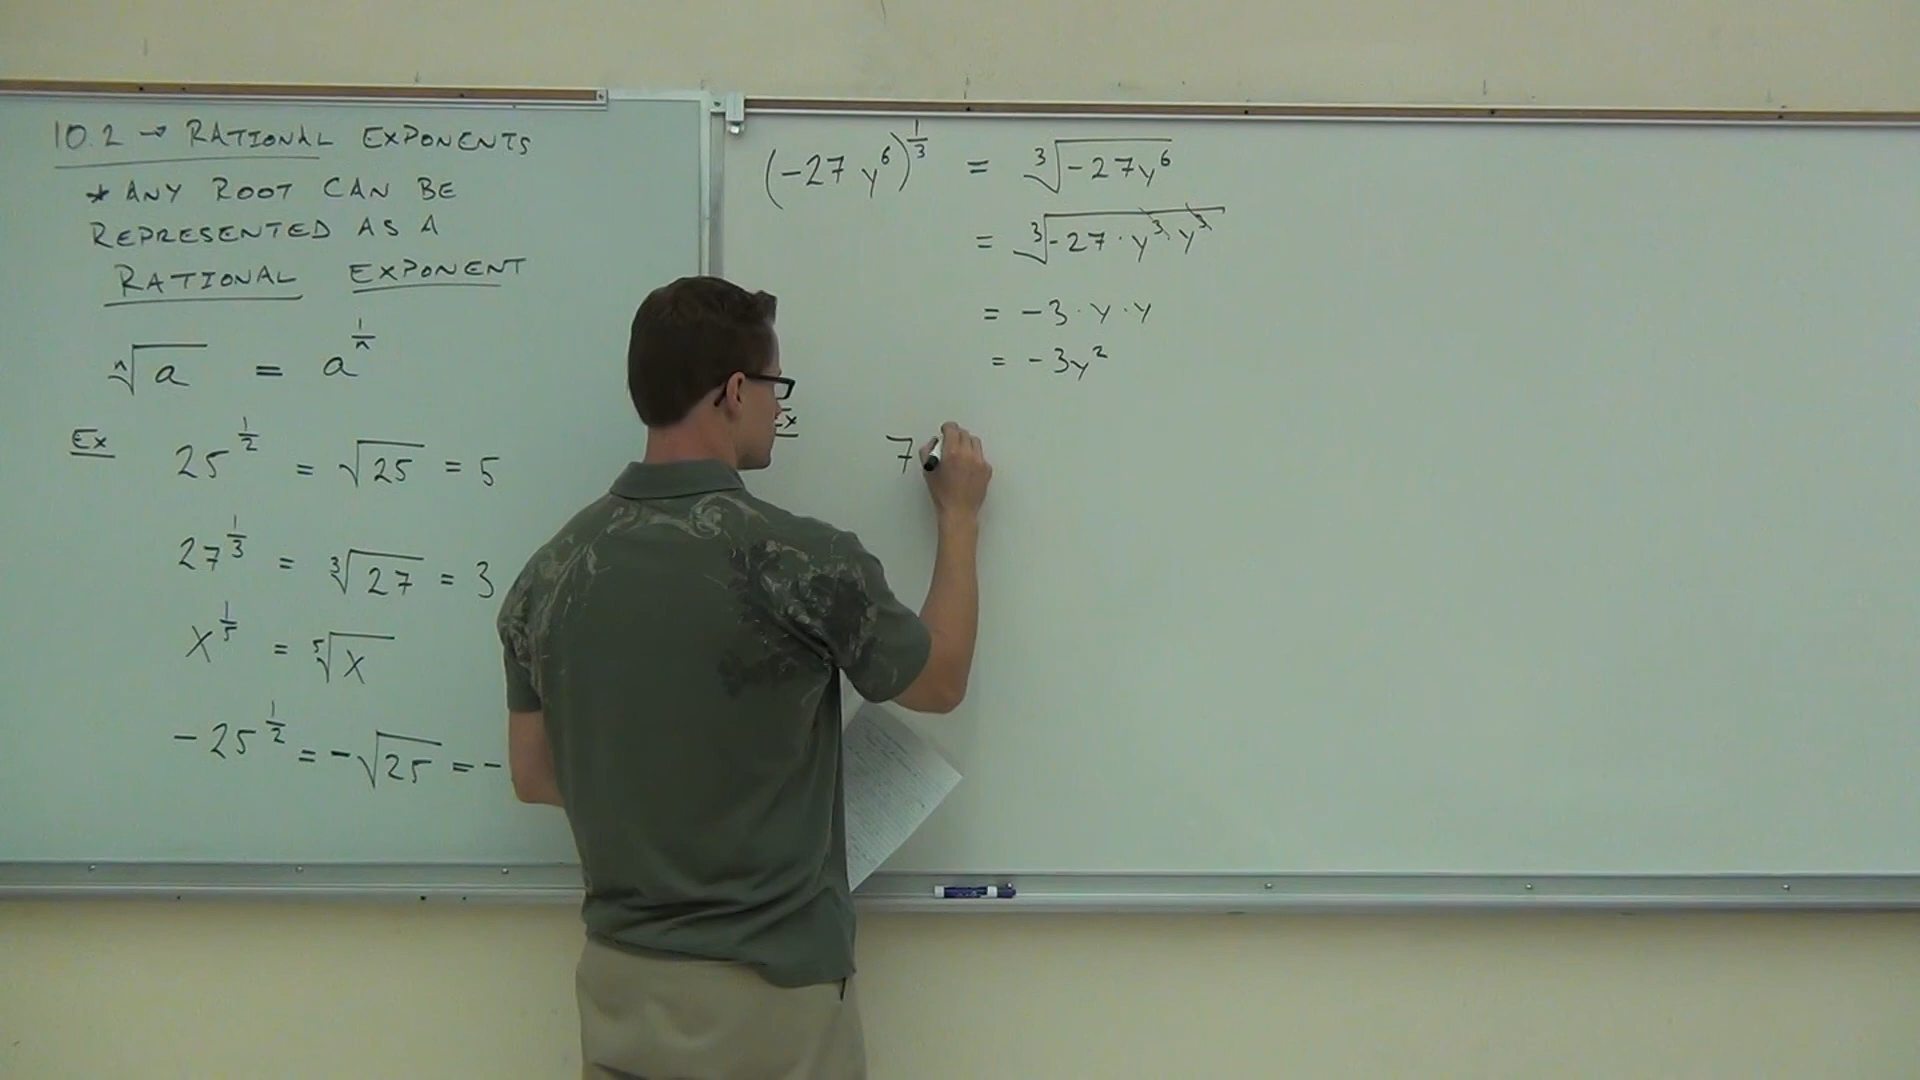 10.2 → RATIONAL EXPONENTS
* ANY ROOT CAN BE
REPRESENTED AS A
RATIONAL EXPONENT
ⁿ√a = a^(1/n)
Ex
25^(1/2) = √25 = 5
27^(1/3) = ³√27 = 3
x^(1/5) = ⁵√x
-25^(1/2) = -√25 = -
(-27y⁶)^(1/3) = ³√-27y⁶
= ³√-27·y³·y³
= -3·y·y
= -3y²
Ex
7